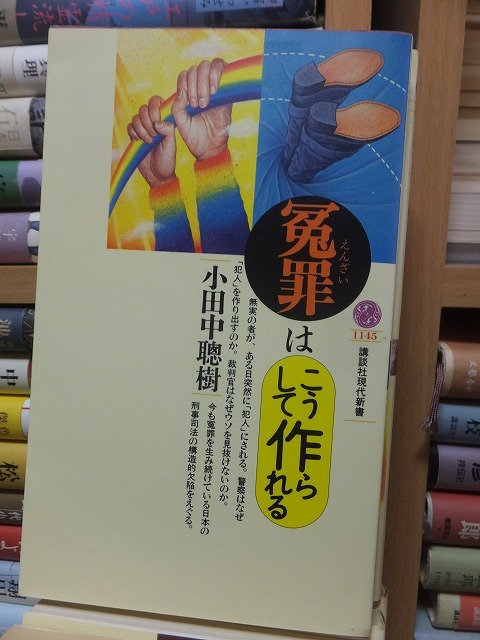 冤罪
えんざい
は
こう
して
作ら
れる
1145
講談社現代新書
小田中聰樹
無実の者が、ある日突然に「犯人」にされる。警察はなぜ
「犯人」を作り出すのか。裁判官はなぜウソを見抜けないのか。
今も冤罪を生み続けている日本の
刑事司法の構造的欠陥をえぐる。